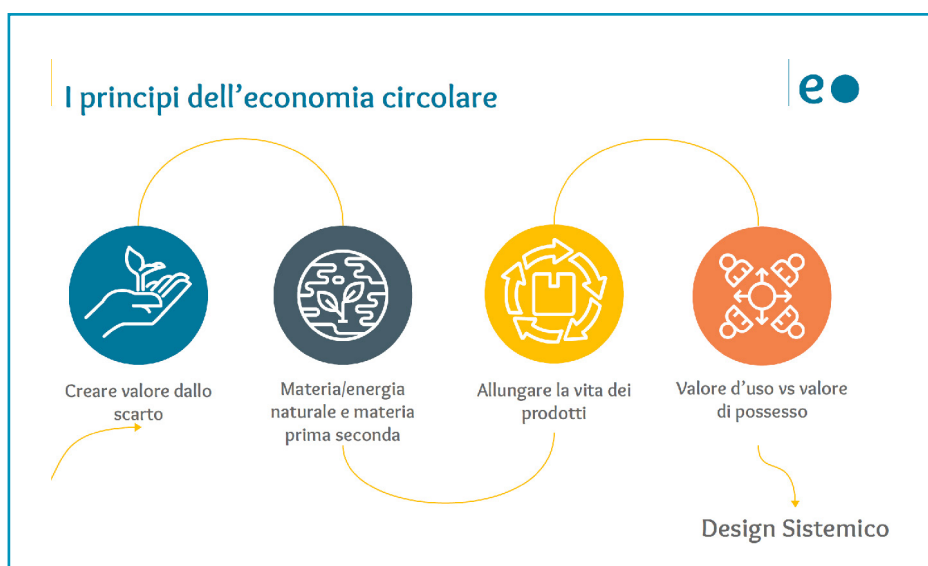 I principi dell'economia circolare
e
Creare valore dallo
scarto
Materia/energia
naturale e materia
prima seconda
Allungare la vita dei
prodotti
Valore d'uso vs valore
di possesso
Design Sistemico